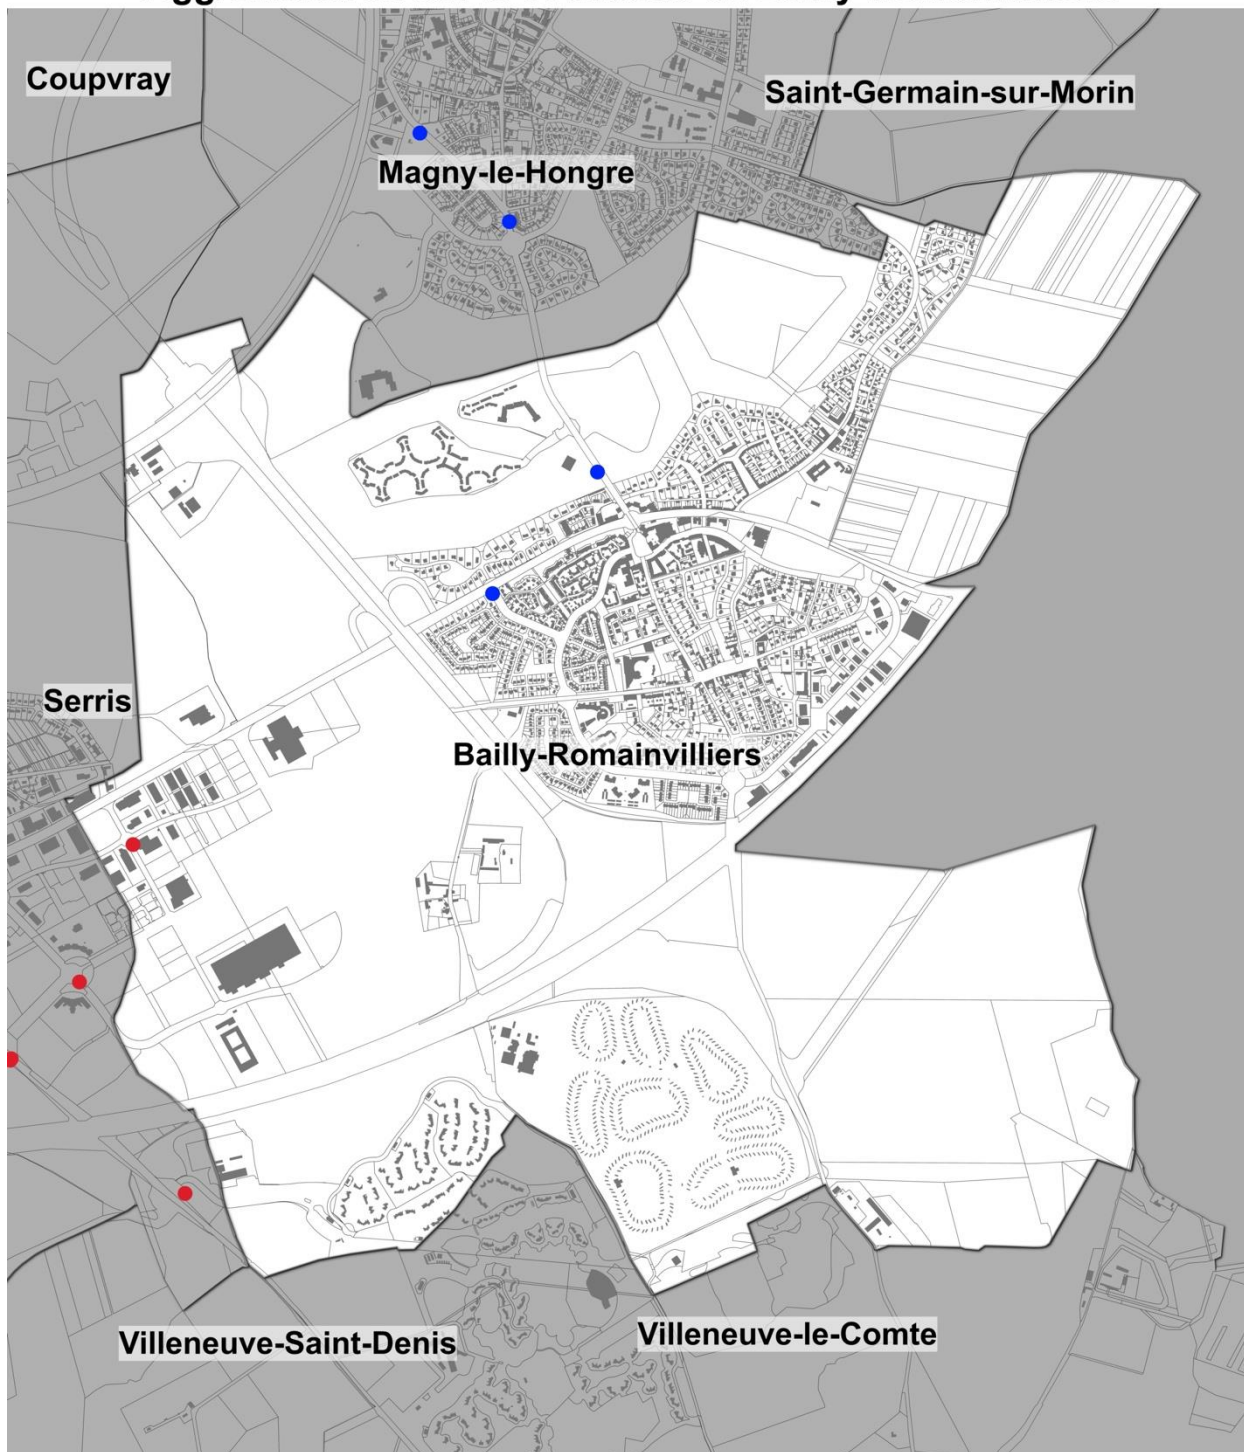 Coupvray
Saint-Germain-sur-Morin
Magny-le-Hongre
Serris
Bailly-Romainvilliers
Villeneuve-Saint-Denis
Villeneuve-le-Comte